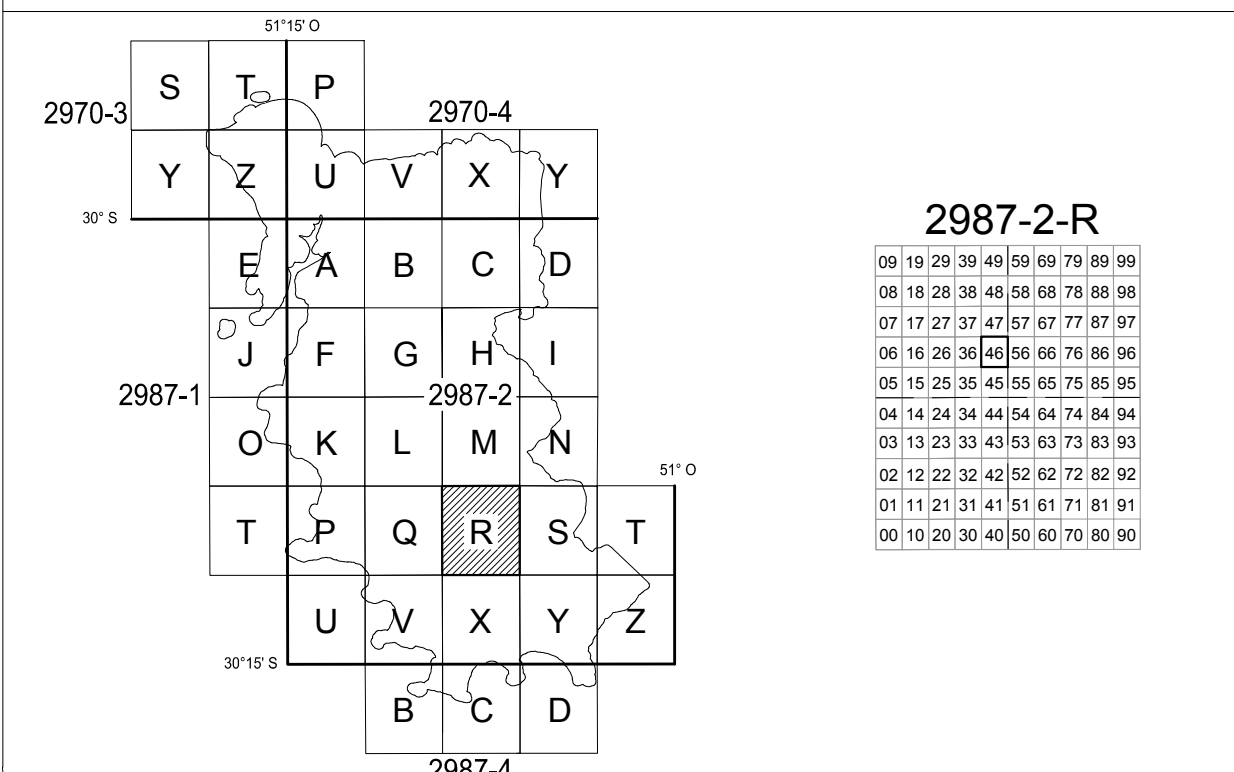 51°15' O
S T P
2970-3 2970-4
Y Z U V X Y
30° S
E A B C D
J F G H I
2987-1 2987-2
O K L M N
51° O
T P Q R S T
U V X Y Z
30°15' S
B C D
2987-4
2987-2-R
09 19 29 39 49 59 69 79 89 99
08 18 28 38 48 58 68 78 88 98
07 17 27 37 47 57 67 77 87 97
06 16 26 36 46 56 66 76 86 96
05 15 25 35 45 55 65 75 85 95
04 14 24 34 44 54 64 74 84 94
03 13 23 33 43 53 63 73 83 93
02 12 22 32 42 52 62 72 82 92
01 11 21 31 41 51 61 71 81 91
00 10 20 30 40 50 60 70 80 90